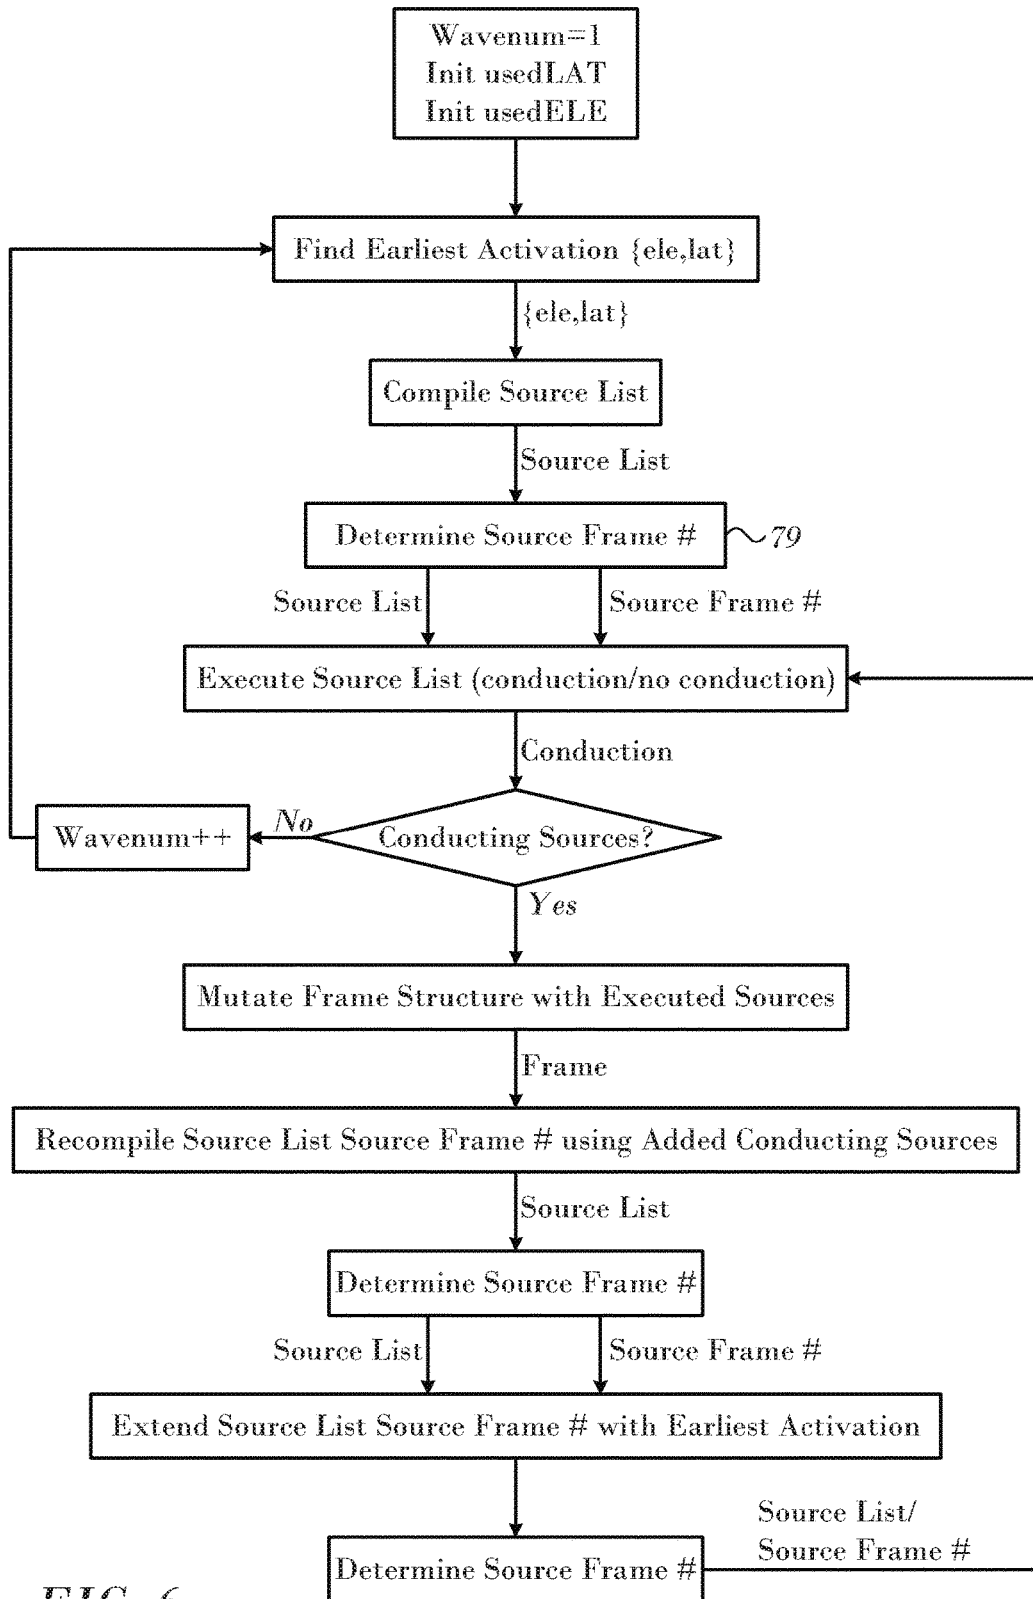 Wavenum=1
Init usedLAT
Init usedELE
Find Earliest Activation {ele,lat}
{ele,lat}
Compile Source List
Source List
Determine Source Frame #
79
Source List
Source Frame #
Execute Source List (conduction/no conduction)
Conduction
Wavenum++
No
Conducting Sources?
Yes
Mutate Frame Structure with Executed Sources
Frame
Recompile Source List Source Frame # using Added Conducting Sources
Source List
Determine Source Frame #
Source List
Source Frame #
Extend Source List Source Frame # with Earliest Activation
Source List/
Source Frame #
Determine Source Frame #
FIG. 6